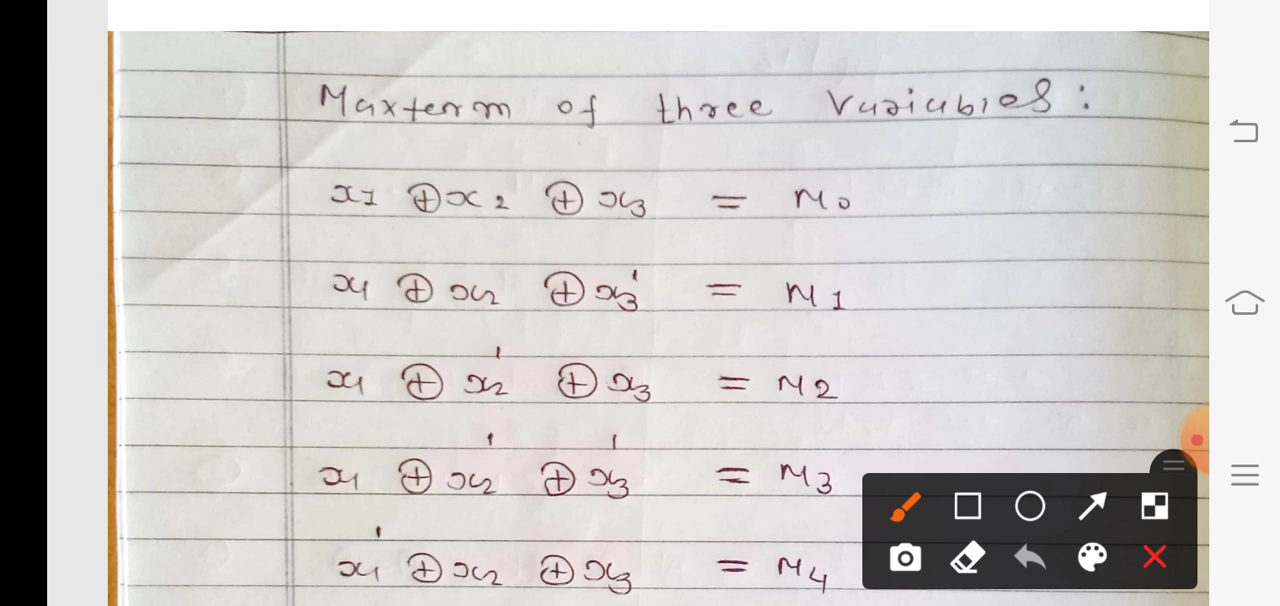 Maxterm of three Variables:
x1 ⊕ x2 ⊕ x3 = M0
x1 ⊕ x2 ⊕ x3' = M1
x1 ⊕ x2' ⊕ x3 = M2
x1 ⊕ x2' ⊕ x3' = M3
x1' ⊕ x2 ⊕ x3 = M4